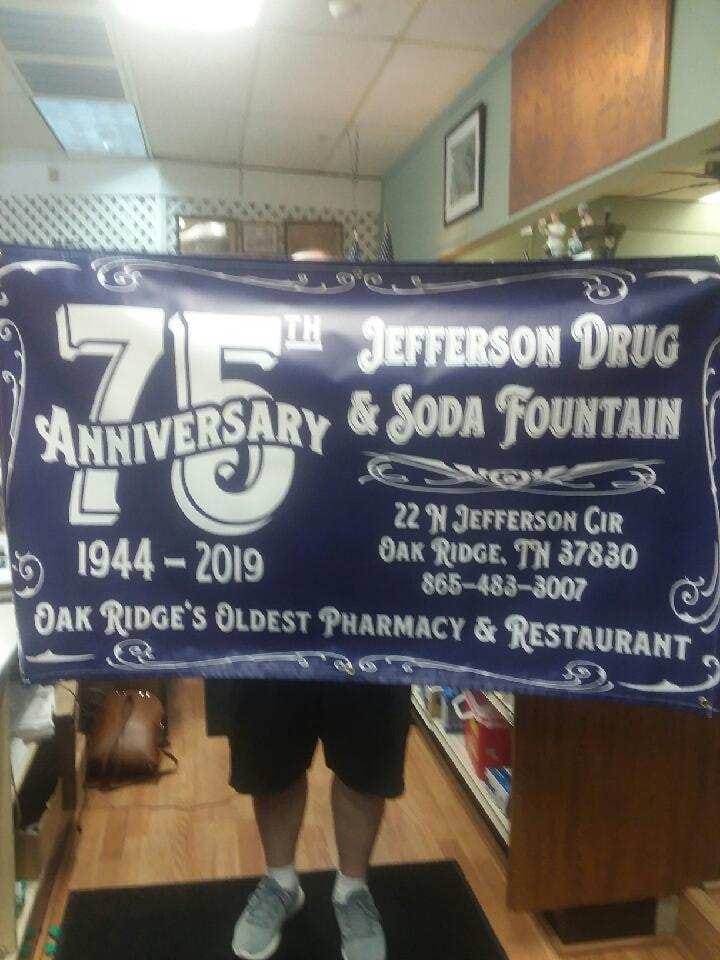 75TH
ANNIVERSARY
1944 – 2019
JEFFERSON DRUG
& SODA FOUNTAIN
22 N JEFFERSON CIR
OAK RIDGE, TN 37830
865-483-3007
OAK RIDGE'S OLDEST PHARMACY & RESTAURANT